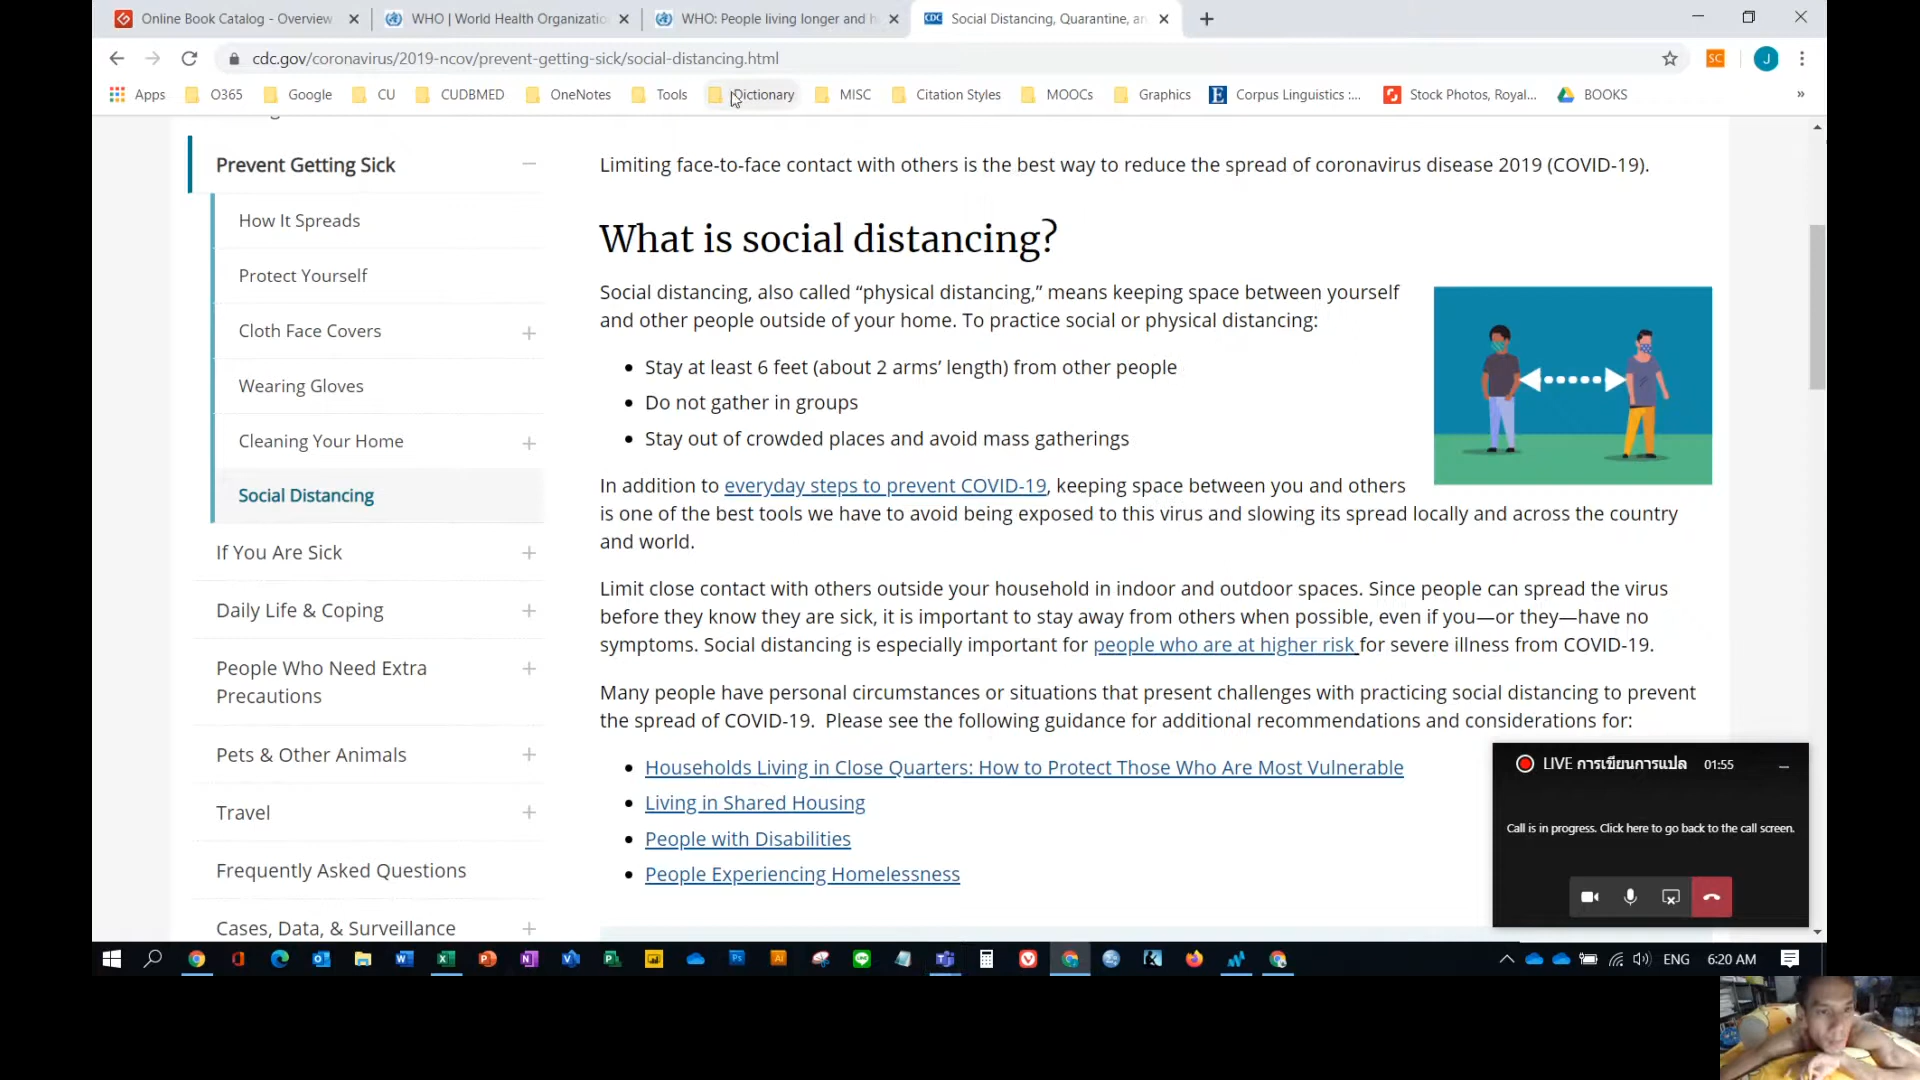 Online Book Catalog - Overview
WHO | World Health Organizatio
WHO: People living longer and h
CDC
Social Distancing, Quarantine, an
cdc.gov/coronavirus/2019-ncov/prevent-getting-sick/social-distancing.html
SC
J
Apps
O365
Google
CU
CUDBMED
OneNotes
Tools
Dictionary
MISC
Citation Styles
MOOCs
Graphics
E
Corpus Linguistics :...
Stock Photos, Royal...
BOOKS
»
Prevent Getting Sick
How It Spreads
Protect Yourself
Cloth Face Covers
Wearing Gloves
Cleaning Your Home
Social Distancing
If You Are Sick
Daily Life & Coping
People Who Need Extra
Precautions
Pets & Other Animals
Travel
Frequently Asked Questions
Cases, Data, & Surveillance
Limiting face-to-face contact with others is the best way to reduce the spread of coronavirus disease 2019 (COVID-19).
What is social distancing?
Social distancing, also called “physical distancing,” means keeping space between yourself
and other people outside of your home. To practice social or physical distancing:
• Stay at least 6 feet (about 2 arms’ length) from other people
• Do not gather in groups
• Stay out of crowded places and avoid mass gatherings
In addition to everyday steps to prevent COVID-19, keeping space between you and others
is one of the best tools we have to avoid being exposed to this virus and slowing its spread locally and across the country
and world.
Limit close contact with others outside your household in indoor and outdoor spaces. Since people can spread the virus
before they know they are sick, it is important to stay away from others when possible, even if you—or they—have no
symptoms. Social distancing is especially important for people who are at higher risk for severe illness from COVID-19.
Many people have personal circumstances or situations that present challenges with practicing social distancing to prevent
the spread of COVID-19. Please see the following guidance for additional recommendations and considerations for:
• Households Living in Close Quarters: How to Protect Those Who Are Most Vulnerable
• Living in Shared Housing
• People with Disabilities
• People Experiencing Homelessness
LIVE การเขียนการแปล 01:55
Call is in progress. Click here to go back to the call screen.
ENG
6:20 AM